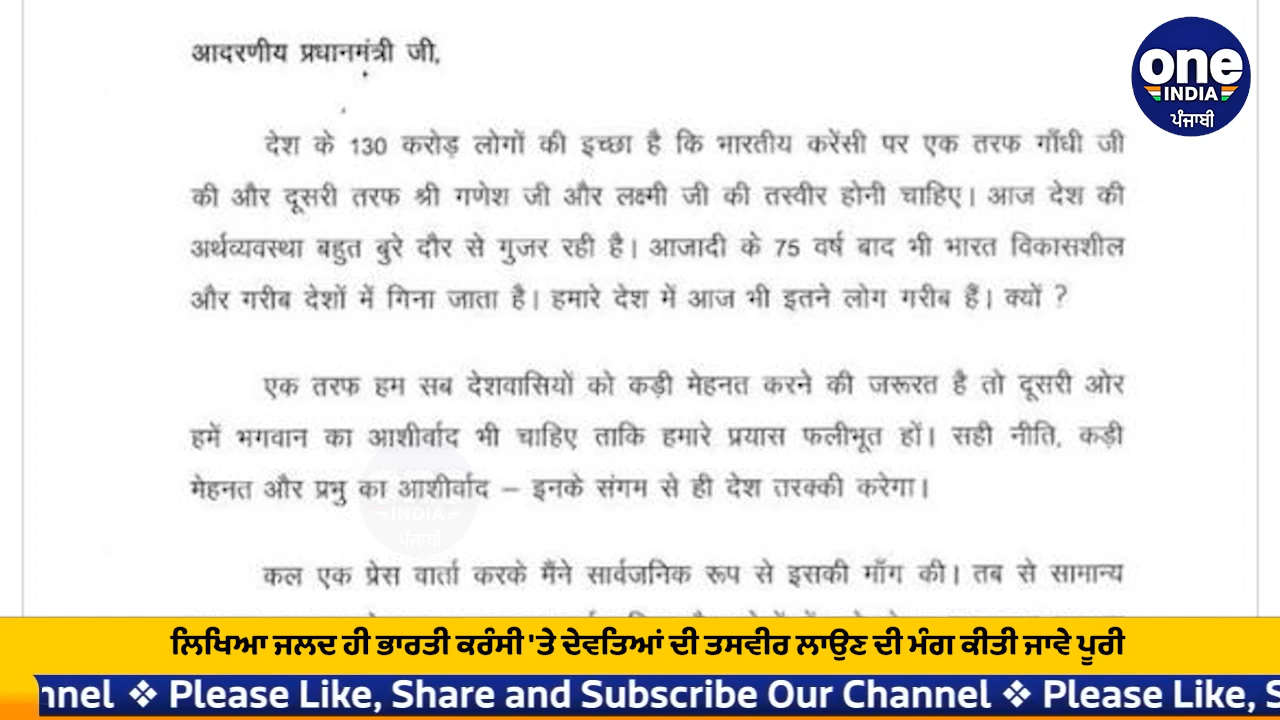 आदरणीय प्रधानमंत्री जी,
one
INDIA
ਪੰਜਾਬੀ
देश के 130 करोड़ लोगों की इच्छा है कि भारतीय करेंसी पर एक तरफ गाँधी जी
की और दूसरी तरफ श्री गणेश जी और लक्ष्मी जी की तस्वीर होनी चाहिए। आज देश की
अर्थव्यवस्था बहुत बुरे दौर से गुजर रही है। आजादी के 75 वर्ष बाद भी भारत विकासशील
और गरीब देशों में गिना जाता है। हमारे देश में आज भी इतने लोग गरीब हैं। क्यों ?
एक तरफ हम सब देशवासियों को कड़ी मेहनत करने की जरूरत है तो दूसरी ओर
हमें भगवान का आशीर्वाद भी चाहिए ताकि हमारे प्रयास फलीभूत हों। सही नीति, कड़ी
मेहनत और प्रभु का आशीर्वाद – इनके संगम से ही देश तरक्की करेगा।
INDIA
ਪੰਜਾਬੀ
कल एक प्रेस वार्ता करके मैंने सार्वजनिक रूप से इसकी माँग की। तब से सामान्य
ਲਿਖਿਆ ਜਲਦ ਹੀ ਭਾਰਤੀ ਕਰੰਸੀ 'ਤੇ ਦੇਵਤਿਆਂ ਦੀ ਤਸਵੀਰ ਲਾਉਣ ਦੀ ਮੰਗ ਕੀਤੀ ਜਾਵੇ ਪੂਰੀ
nnel ❖ Please Like, Share and Subscribe Our Channel ❖ Please Like, S